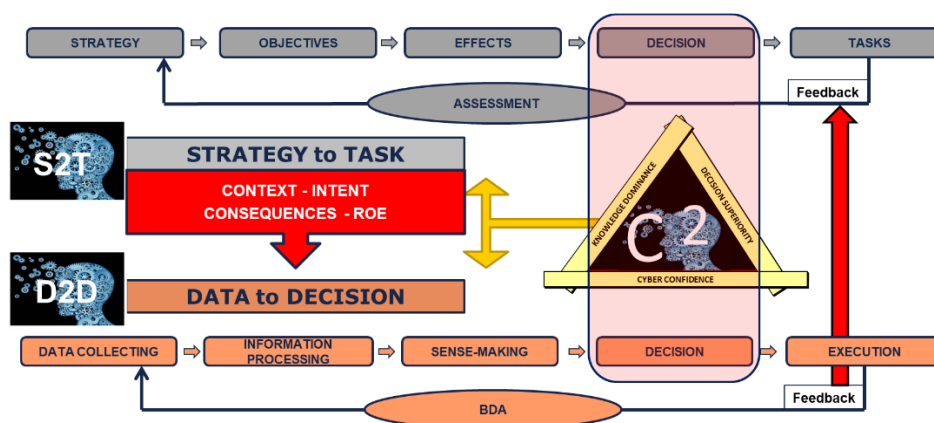 STRATEGY
OBJECTIVES
EFFECTS
DECISION
TASKS
Feedback
ASSESSMENT
S2T
STRATEGY to TASK
CONTEXT - INTENT
CONSEQUENCES - ROE
KNOWLEDGE DOMINANCE
DECISION SUPERIORITY
C2
CYBER CONFIDENCE
D2D
DATA to DECISION
DATA COLLECTING
INFORMATION
PROCESSING
SENSE-MAKING
DECISION
EXECUTION
Feedback
BDA